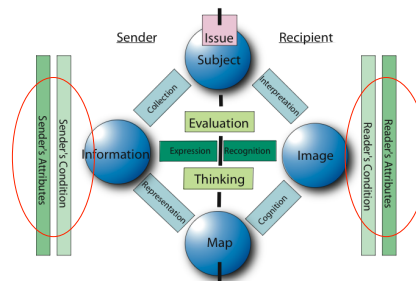 Sender
Issue
Recipient
Subject
Collection
Interpretation
Evaluation
Sender's Attributes
Sender's Condition
Information
Expression
Recognition
Image
Reader's Condition
Reader's Attributes
Thinking
Representation
Cognition
Map